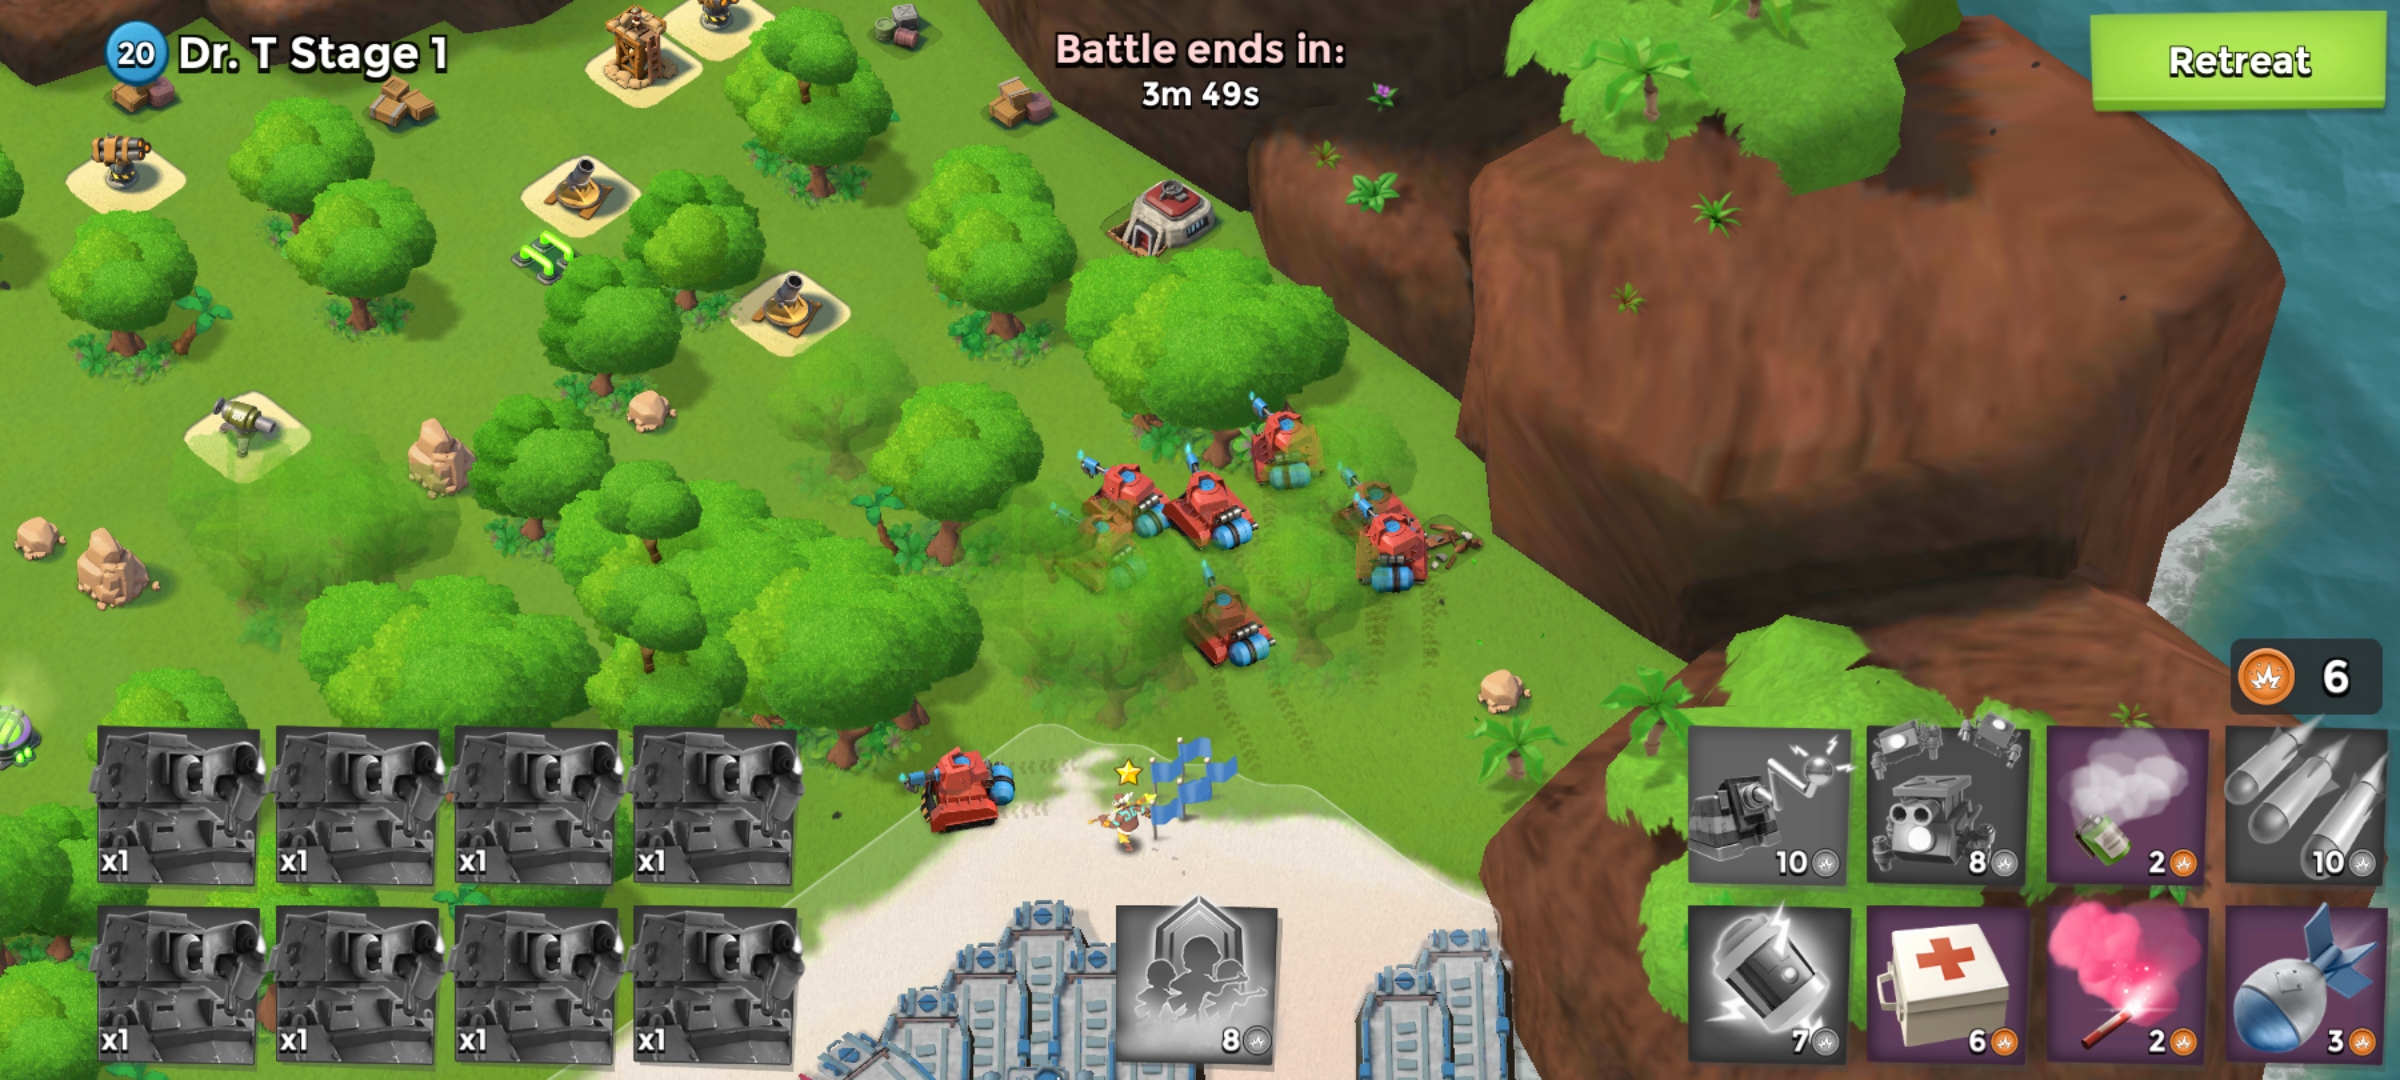 20 Dr. T Stage 1
Battle ends in:
3m 49s
Retreat
6
x1 x1 x1 x1
10 8 2 10
x1 x1 x1 x1
8
7 6 2 3